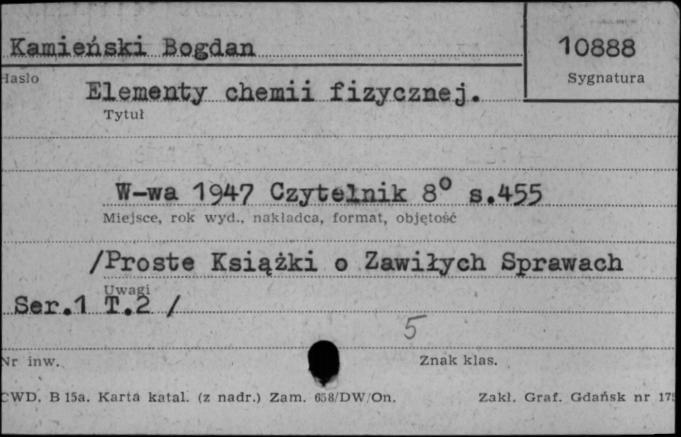 Kamieński Bogdan
10888
Hasło
Sygnatura
Elementy chemii fizycznej.
Tytuł
W-wa 1947 Czytelnik 8° s.455
Miejsce, rok wyd., nakładca, format, objętość
/Proste Książki o Zawiłych Sprawach
Uwagi
Ser.1 T.2 /
5
Nr inw.
Znak klas.
CWD. B 15a. Karta katal. (z nadr.) Zam. 658/DW/On.
Zakł. Graf. Gdańsk nr